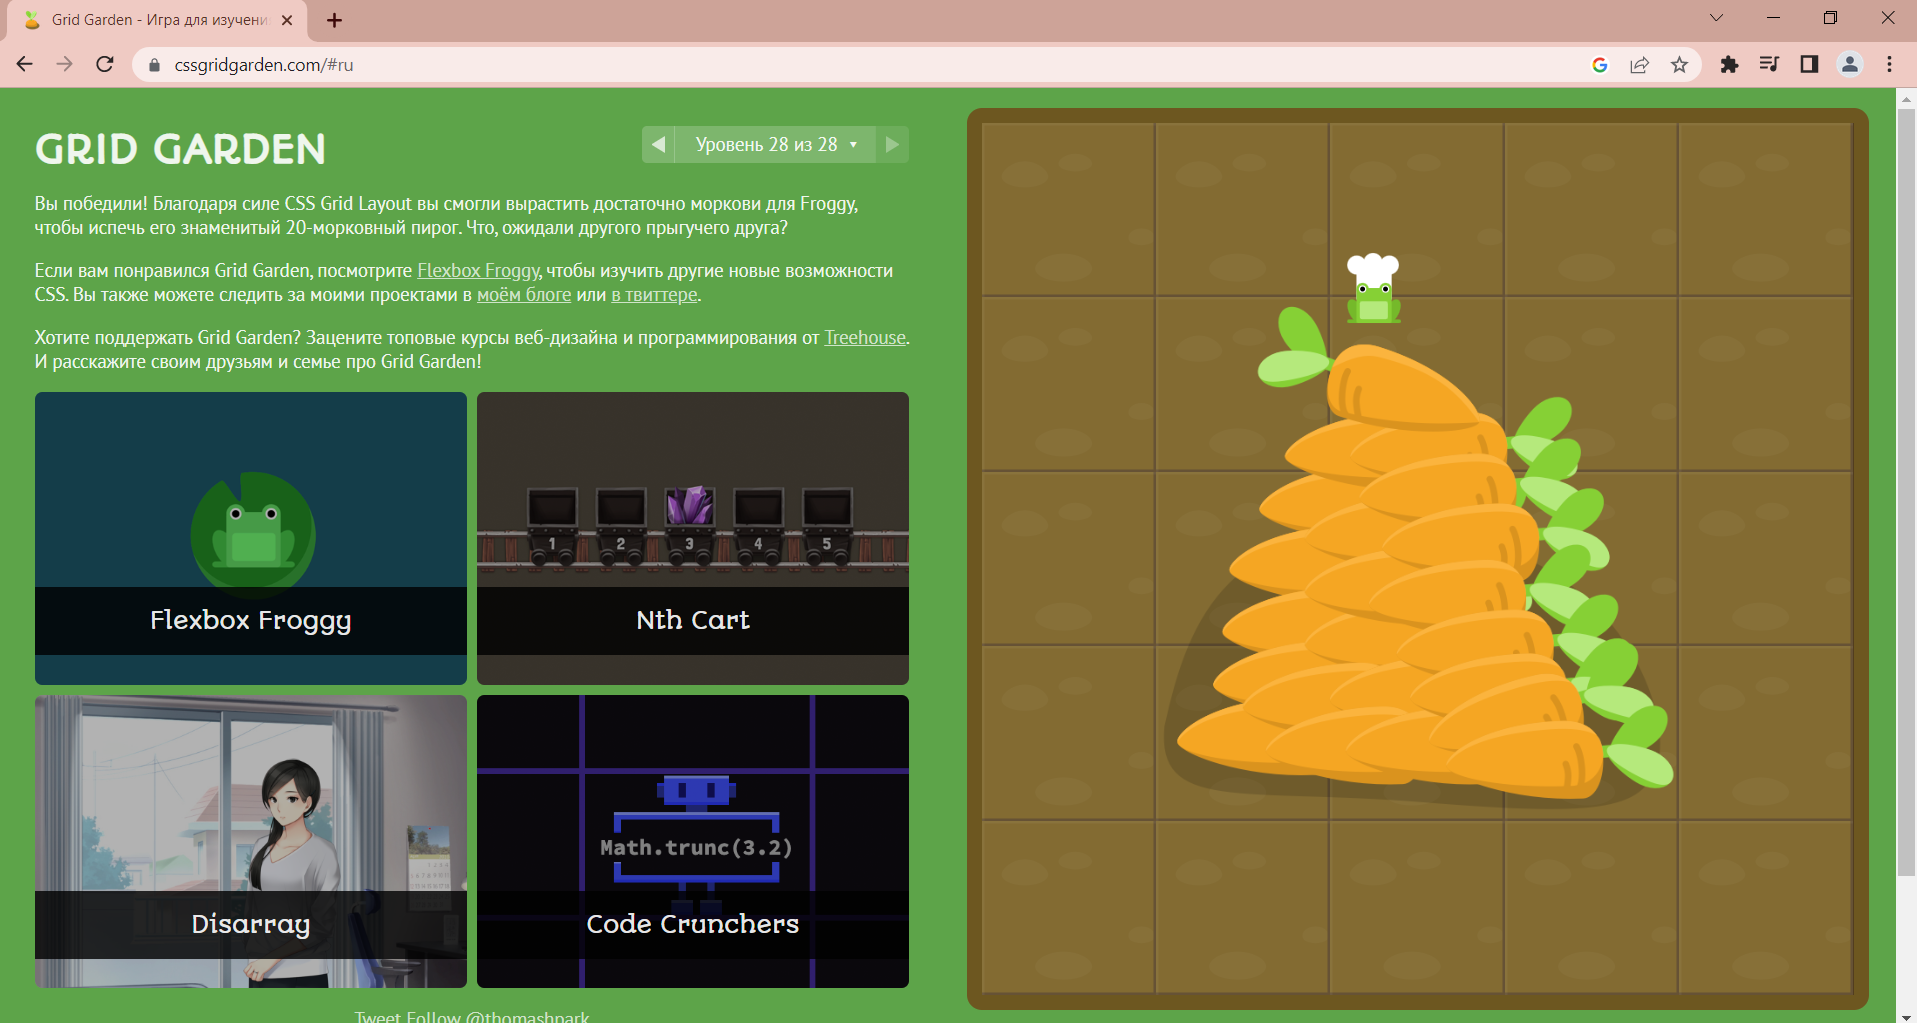 Grid Garden - Игра для изучени
cssgridgarden.com/#ru
GRID GARDEN
Уровень 28 из 28
Вы победили! Благодаря силе CSS Grid Layout вы смогли вырастить достаточно моркови для Froggy,
чтобы испечь его знаменитый 20-морковный пирог. Что, ожидали другого прыгучего друга?
Если вам понравился Grid Garden, посмотрите Flexbox Froggy, чтобы изучить другие новые возможности
CSS. Вы также можете следить за моими проектами в моём блоге или в твиттере.
Хотите поддержать Grid Garden? Зацените топовые курсы веб-дизайна и программирования от Treehouse.
И расскажите своим друзьям и семье про Grid Garden!
Flexbox Froggy
1 2 3 4 5
Nth Cart
Disarray
Math.trunc(3.2)
Code Crunchers
Tweet Follow @thomashpark